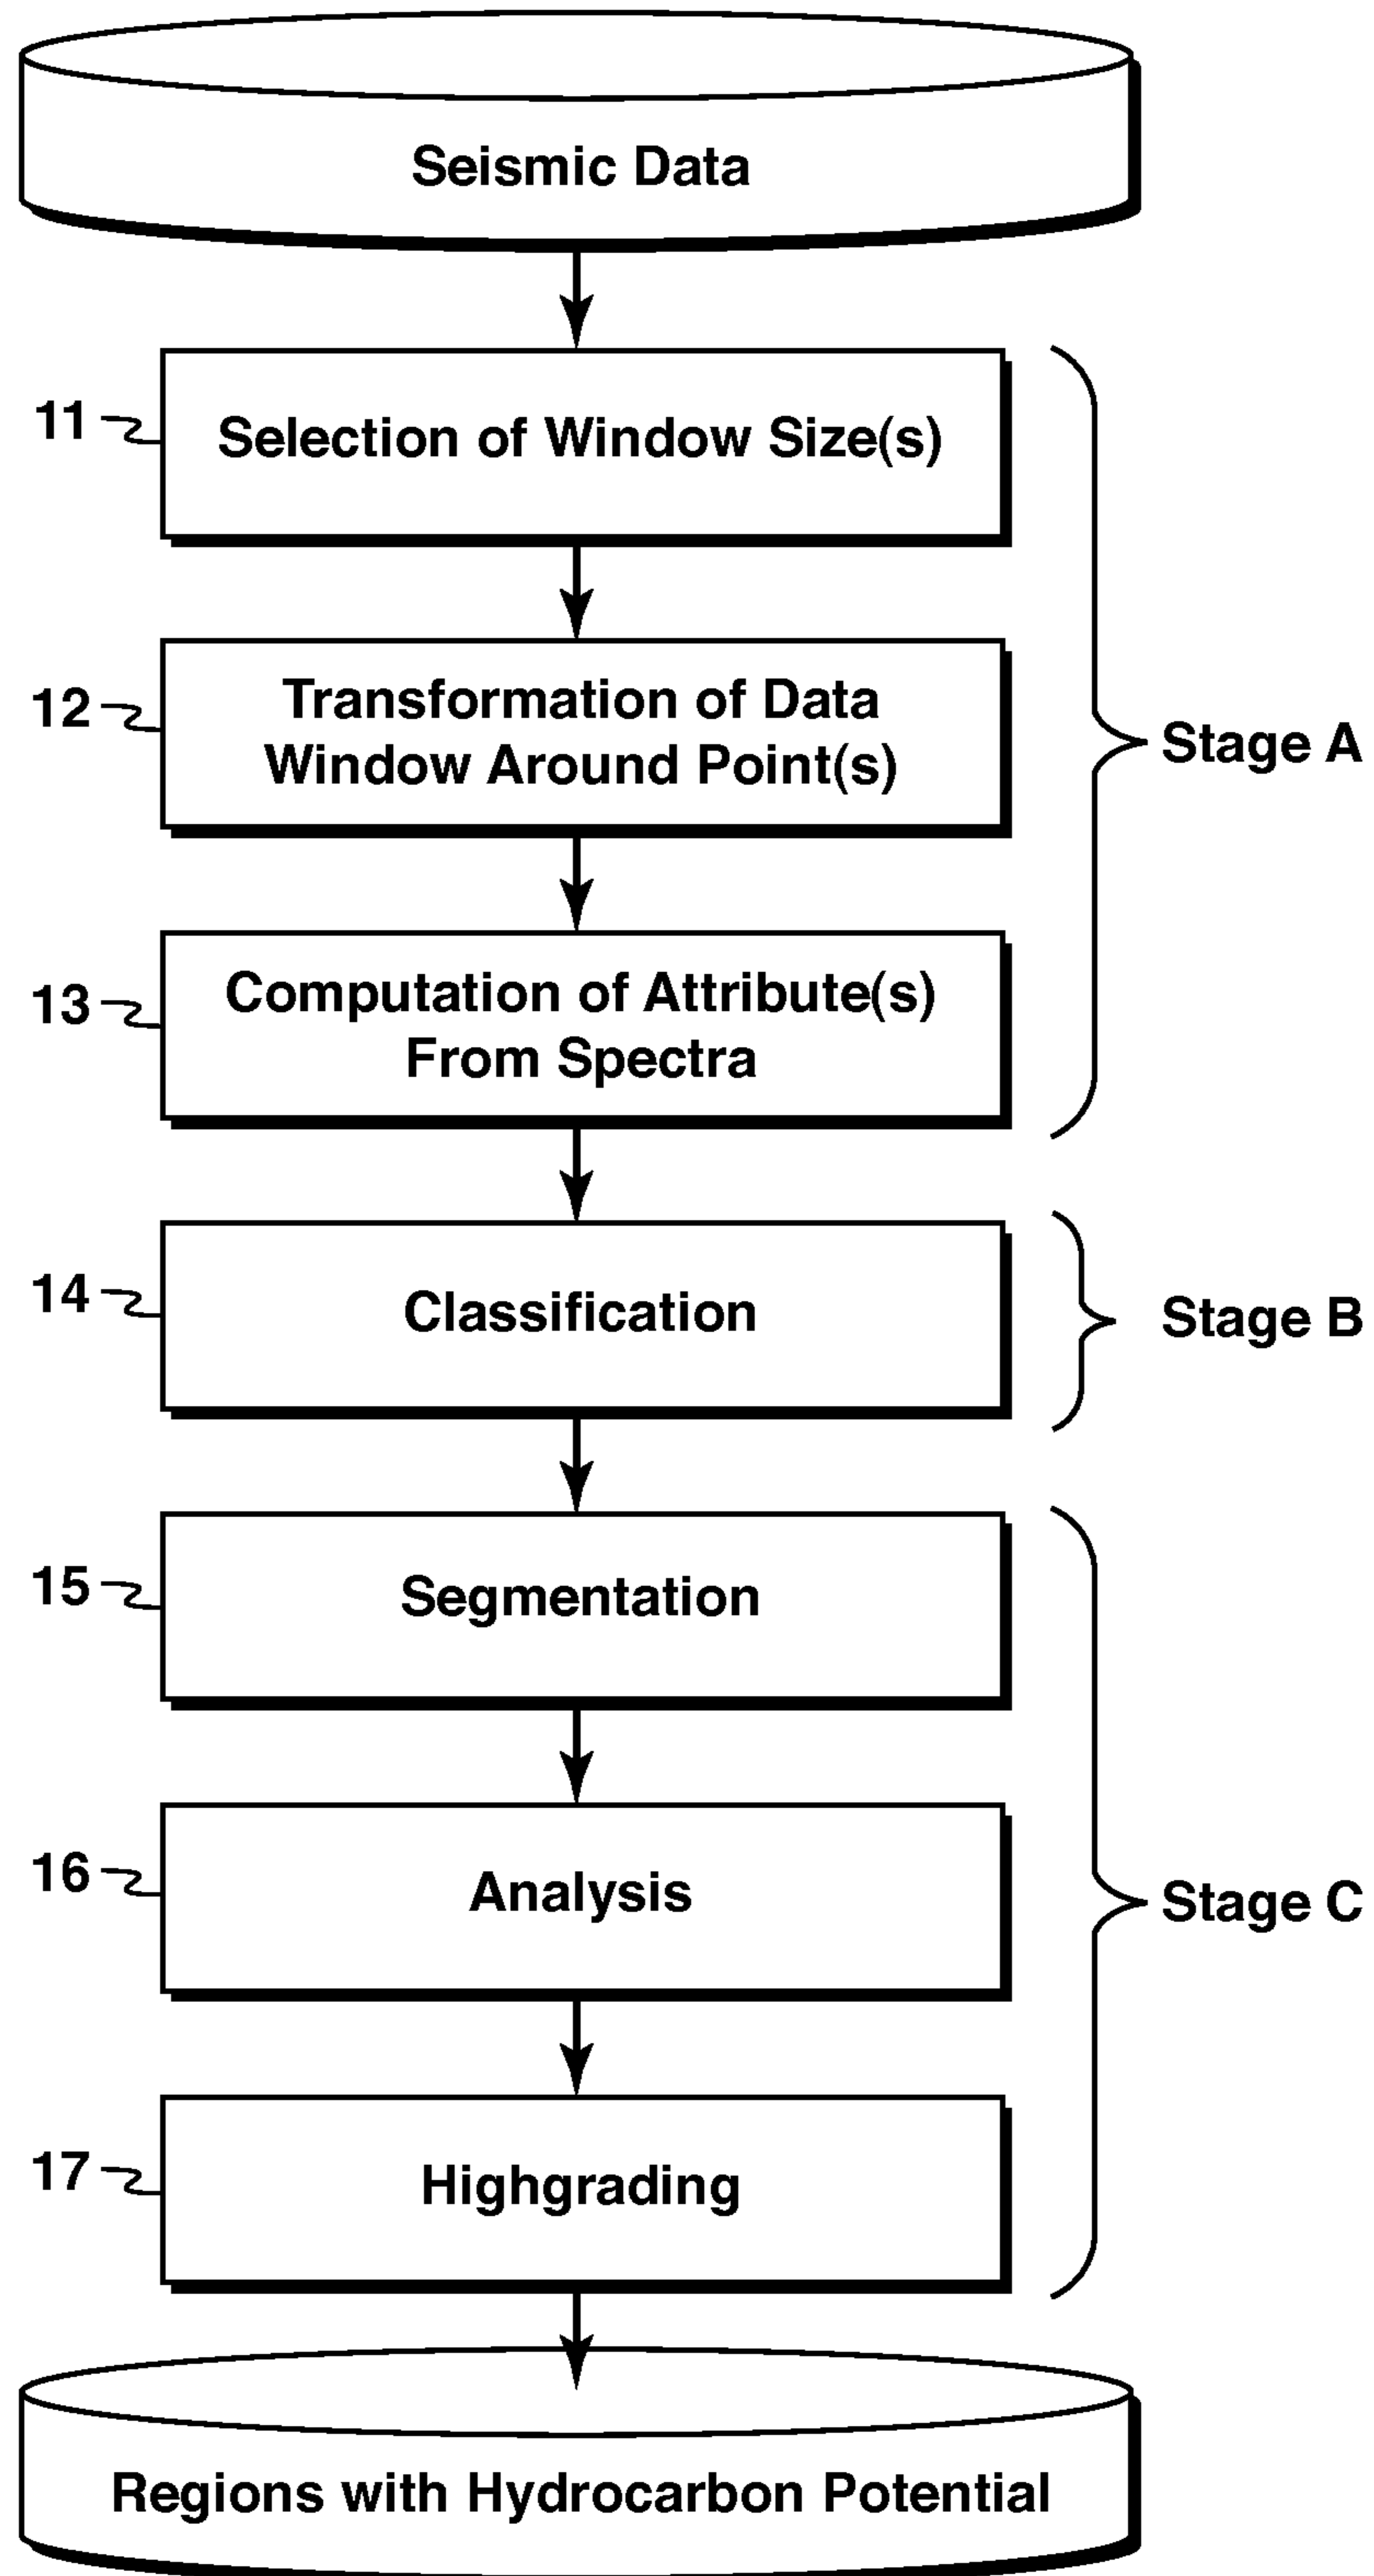 Seismic Data
11
Selection of Window Size(s)
12
Transformation of Data
Window Around Point(s)
Stage A
13
Computation of Attribute(s)
From Spectra
14
Classification
Stage B
15
Segmentation
16
Analysis
Stage C
17
Highgrading
Regions with Hydrocarbon Potential